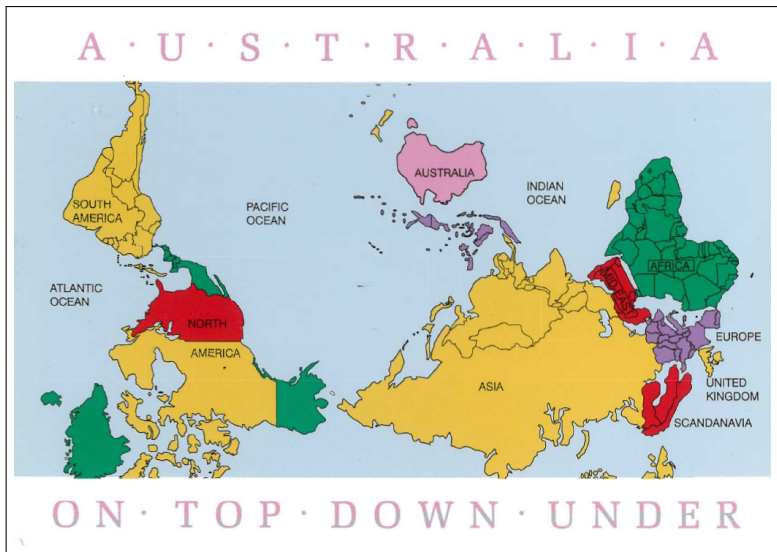 A·U·S·T·R·A·L·I·A
AUSTRALIA
INDIAN
OCEAN
SOUTH
AMERICA
PACIFIC
OCEAN
AFRICA
MIDEAST
ATLANTIC
OCEAN
NORTH
AMERICA
EUROPE
ASIA
UNITED
KINGDOM
SCANDANAVIA
ON·TOP·DOWN·UNDER